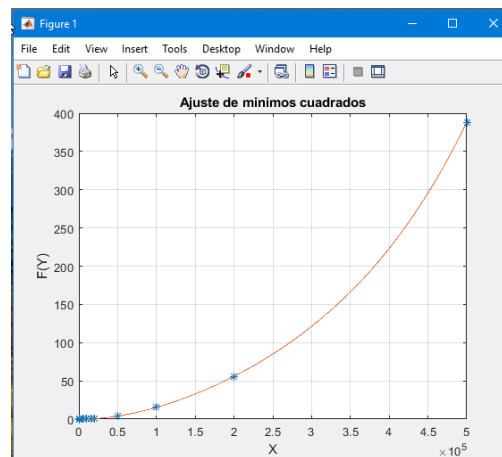 Figure 1
File Edit View Insert Tools Desktop Window Help
Ajuste de minimos cuadrados
400
350
300
250
200
150
100
50
0
F(Y)
0 0.5 1 1.5 2 2.5 3 3.5 4 4.5 5
X
× 10⁵